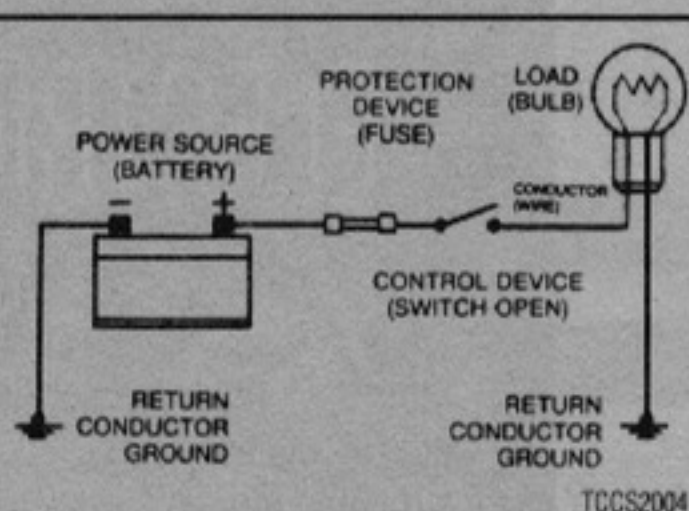 PROTECTION
DEVICE
(FUSE)
LOAD
(BULB)
POWER SOURCE
(BATTERY)
- +
CONDUCTOR
(WIRE)
CONTROL DEVICE
(SWITCH OPEN)
RETURN
CONDUCTOR
GROUND
RETURN
CONDUCTOR
GROUND
TCCS2004